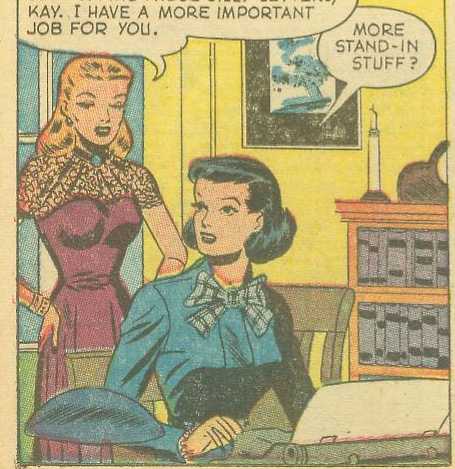 KAY. I HAVE A MORE IMPORTANT
JOB FOR YOU.
MORE
STAND-IN
STUFF?